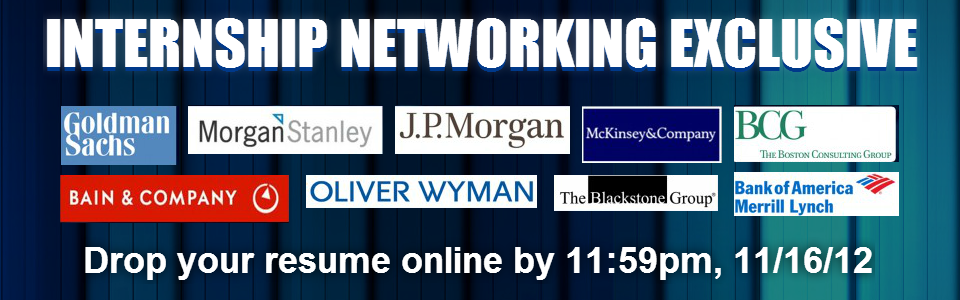 INTERNSHIP NETWORKING EXCLUSIVE
Goldman
Sachs
Morgan Stanley
J.P.Morgan
McKinsey&Company
BCG
THE BOSTON CONSULTING GROUP
BAIN & COMPANY
OLIVER WYMAN
The Blackstone Group®
Bank of America
Merrill Lynch
Drop your resume online by 11:59pm, 11/16/12